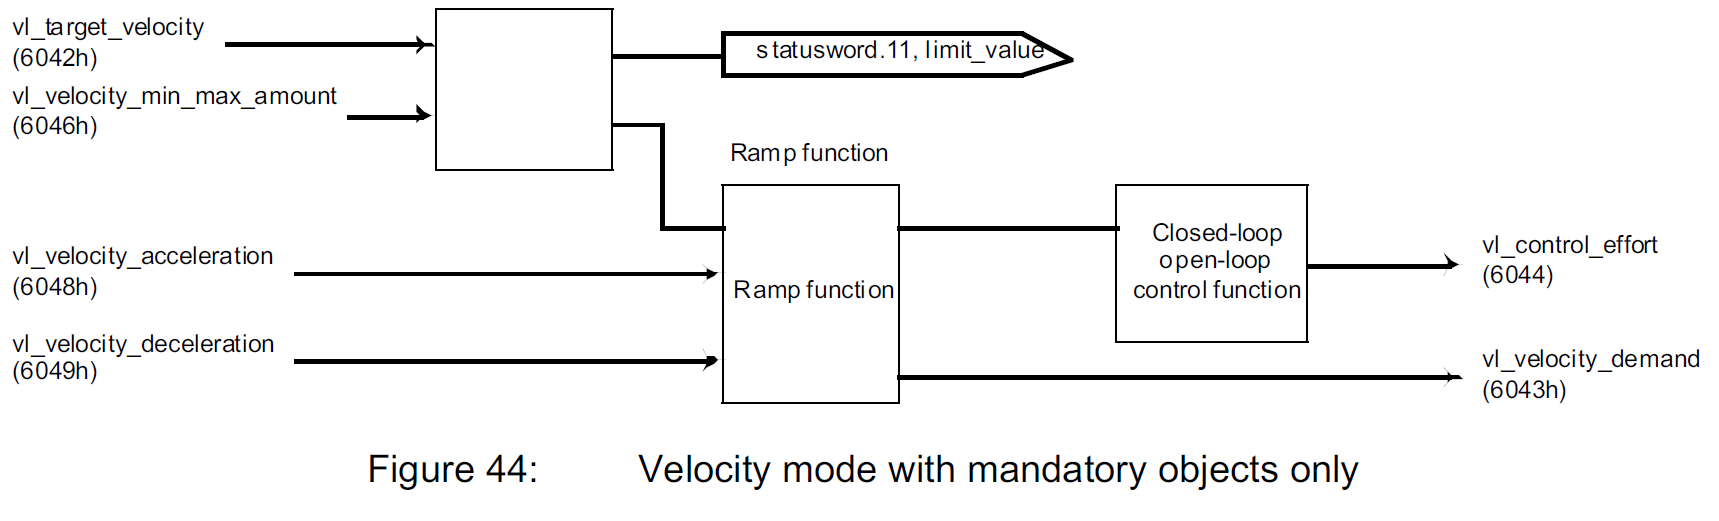 vl_target_velocity
(6042h)
statusword.11, limit_value
vl_velocity_min_max_amount
(6046h)
Ramp function
vl_velocity_acceleration
(6048h)
Ramp function
Closed-loop
open-loop
control function
vl_control_effort
(6044)
vl_velocity_deceleration
(6049h)
vl_velocity_demand
(6043h)
Figure 44: Velocity mode with mandatory objects only